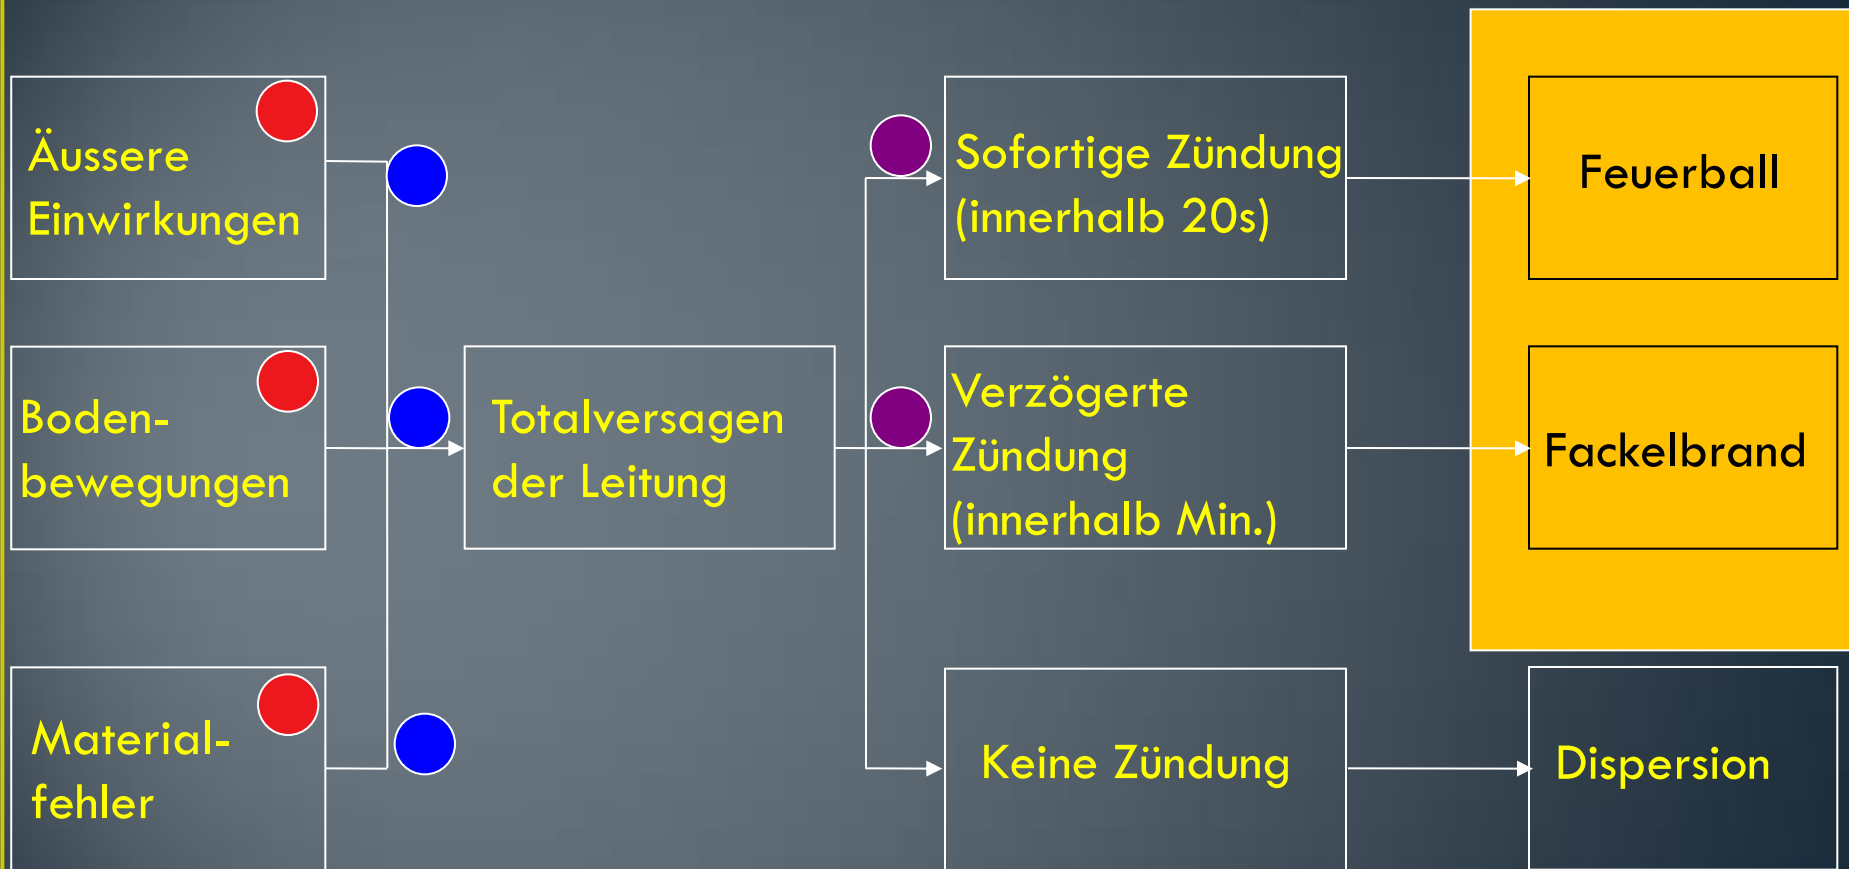 Äussere
Einwirkungen
Sofortige Zündung
(innerhalb 20s)
Feuerball
Boden-
bewegungen
Totalversagen
der Leitung
Verzögerte
Zündung
(innerhalb Min.)
Fackelbrand
Material-
fehler
Keine Zündung
Dispersion